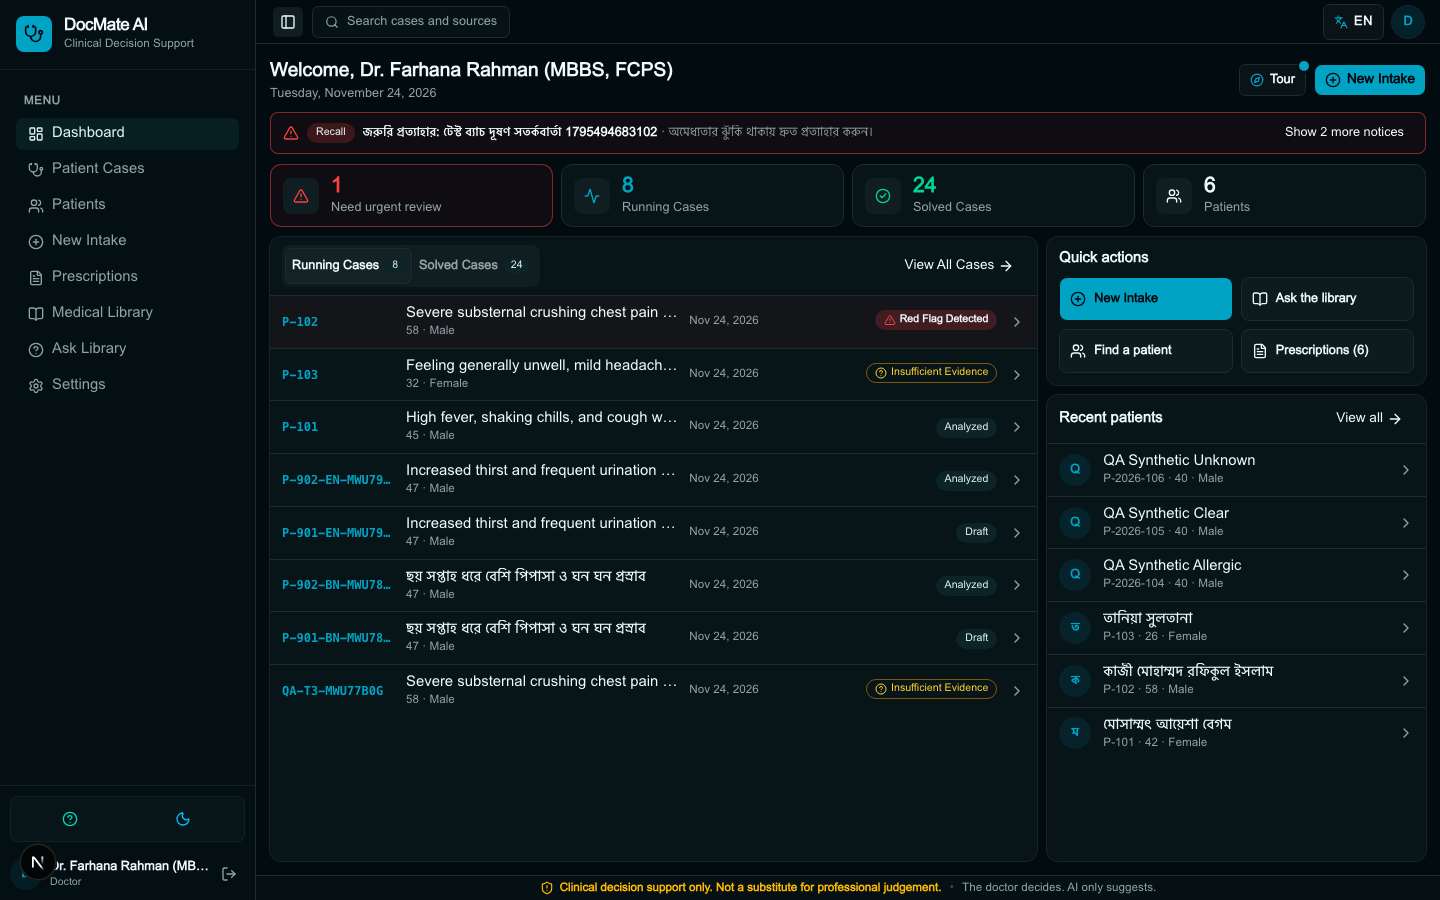 DocMate AI
Clinical Decision Support
MENU
Dashboard
Patient Cases
Patients
New Intake
Prescriptions
Medical Library
Ask Library
Settings
N
Dr. Farhana Rahman (MB...
Doctor
Search cases and sources
EN
D
Welcome, Dr. Farhana Rahman (MBBS, FCPS)
Tuesday, November 24, 2026
Tour
New Intake
Recall জরুরি প্রত্যাহার: টেস্ট ব্যাচ দূষণ সতর্কবার্তা 1795494683102 · অমেধ্যতার ঝুঁকি থাকায় দ্রুত প্রত্যাহার করুন। Show 2 more notices
1
Need urgent review
8
Running Cases
24
Solved Cases
6
Patients
Running Cases 8 Solved Cases 24 View All Cases
P-102 Severe substernal crushing chest pain ... Nov 24, 2026 Red Flag Detected
58 · Male
P-103 Feeling generally unwell, mild headach... Nov 24, 2026 Insufficient Evidence
32 · Female
P-101 High fever, shaking chills, and cough w... Nov 24, 2026 Analyzed
45 · Male
P-902-EN-MWU79... Increased thirst and frequent urination ... Nov 24, 2026 Analyzed
47 · Male
P-901-EN-MWU79... Increased thirst and frequent urination ... Nov 24, 2026 Draft
47 · Male
P-902-BN-MWU78... ছয় সপ্তাহ ধরে বেশি পিপাসা ও ঘন ঘন প্রস্রাব Nov 24, 2026 Analyzed
47 · Male
P-901-BN-MWU78... ছয় সপ্তাহ ধরে বেশি পিপাসা ও ঘন ঘন প্রস্রাব Nov 24, 2026 Draft
47 · Male
QA-T3-MWU77B0G Severe substernal crushing chest pain ... Nov 24, 2026 Insufficient Evidence
58 · Male
Quick actions
New Intake
Ask the library
Find a patient
Prescriptions (6)
Recent patients View all
Q QA Synthetic Unknown
P-2026-106 · 40 · Male
Q QA Synthetic Clear
P-2026-105 · 40 · Male
Q QA Synthetic Allergic
P-2026-104 · 40 · Male
ত তানিয়া সুলতানা
P-103 · 26 · Female
ক কাজী মোহাম্মদ রফিকুল ইসলাম
P-102 · 58 · Male
ম মোসাম্মৎ আয়েশা বেগম
P-101 · 42 · Female
Clinical decision support only. Not a substitute for professional judgement. · The doctor decides. AI only suggests.